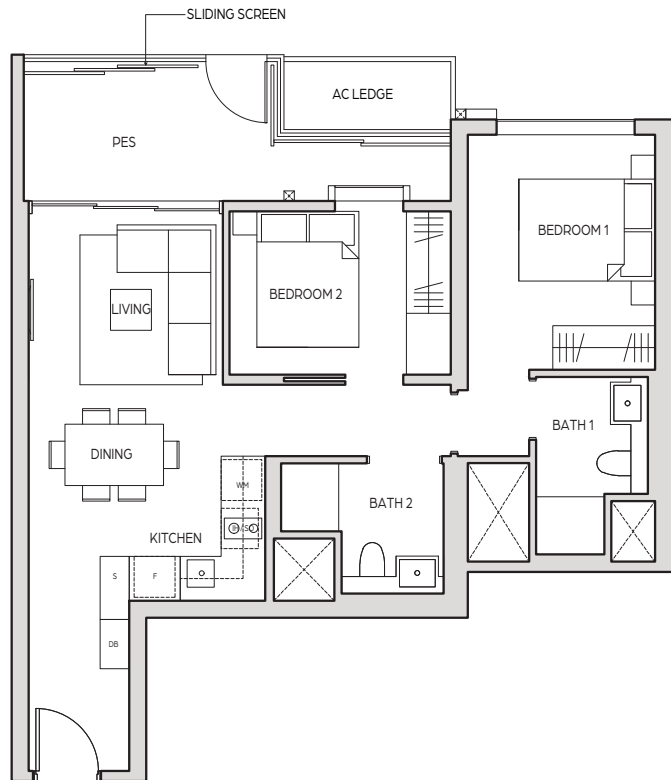 SLIDING SCREEN
AC LEDGE
PES
BEDROOM 1
BEDROOM 2
LIVING
BATH 1
DINING
WM
BATH 2
KITCHEN
S
F
DB